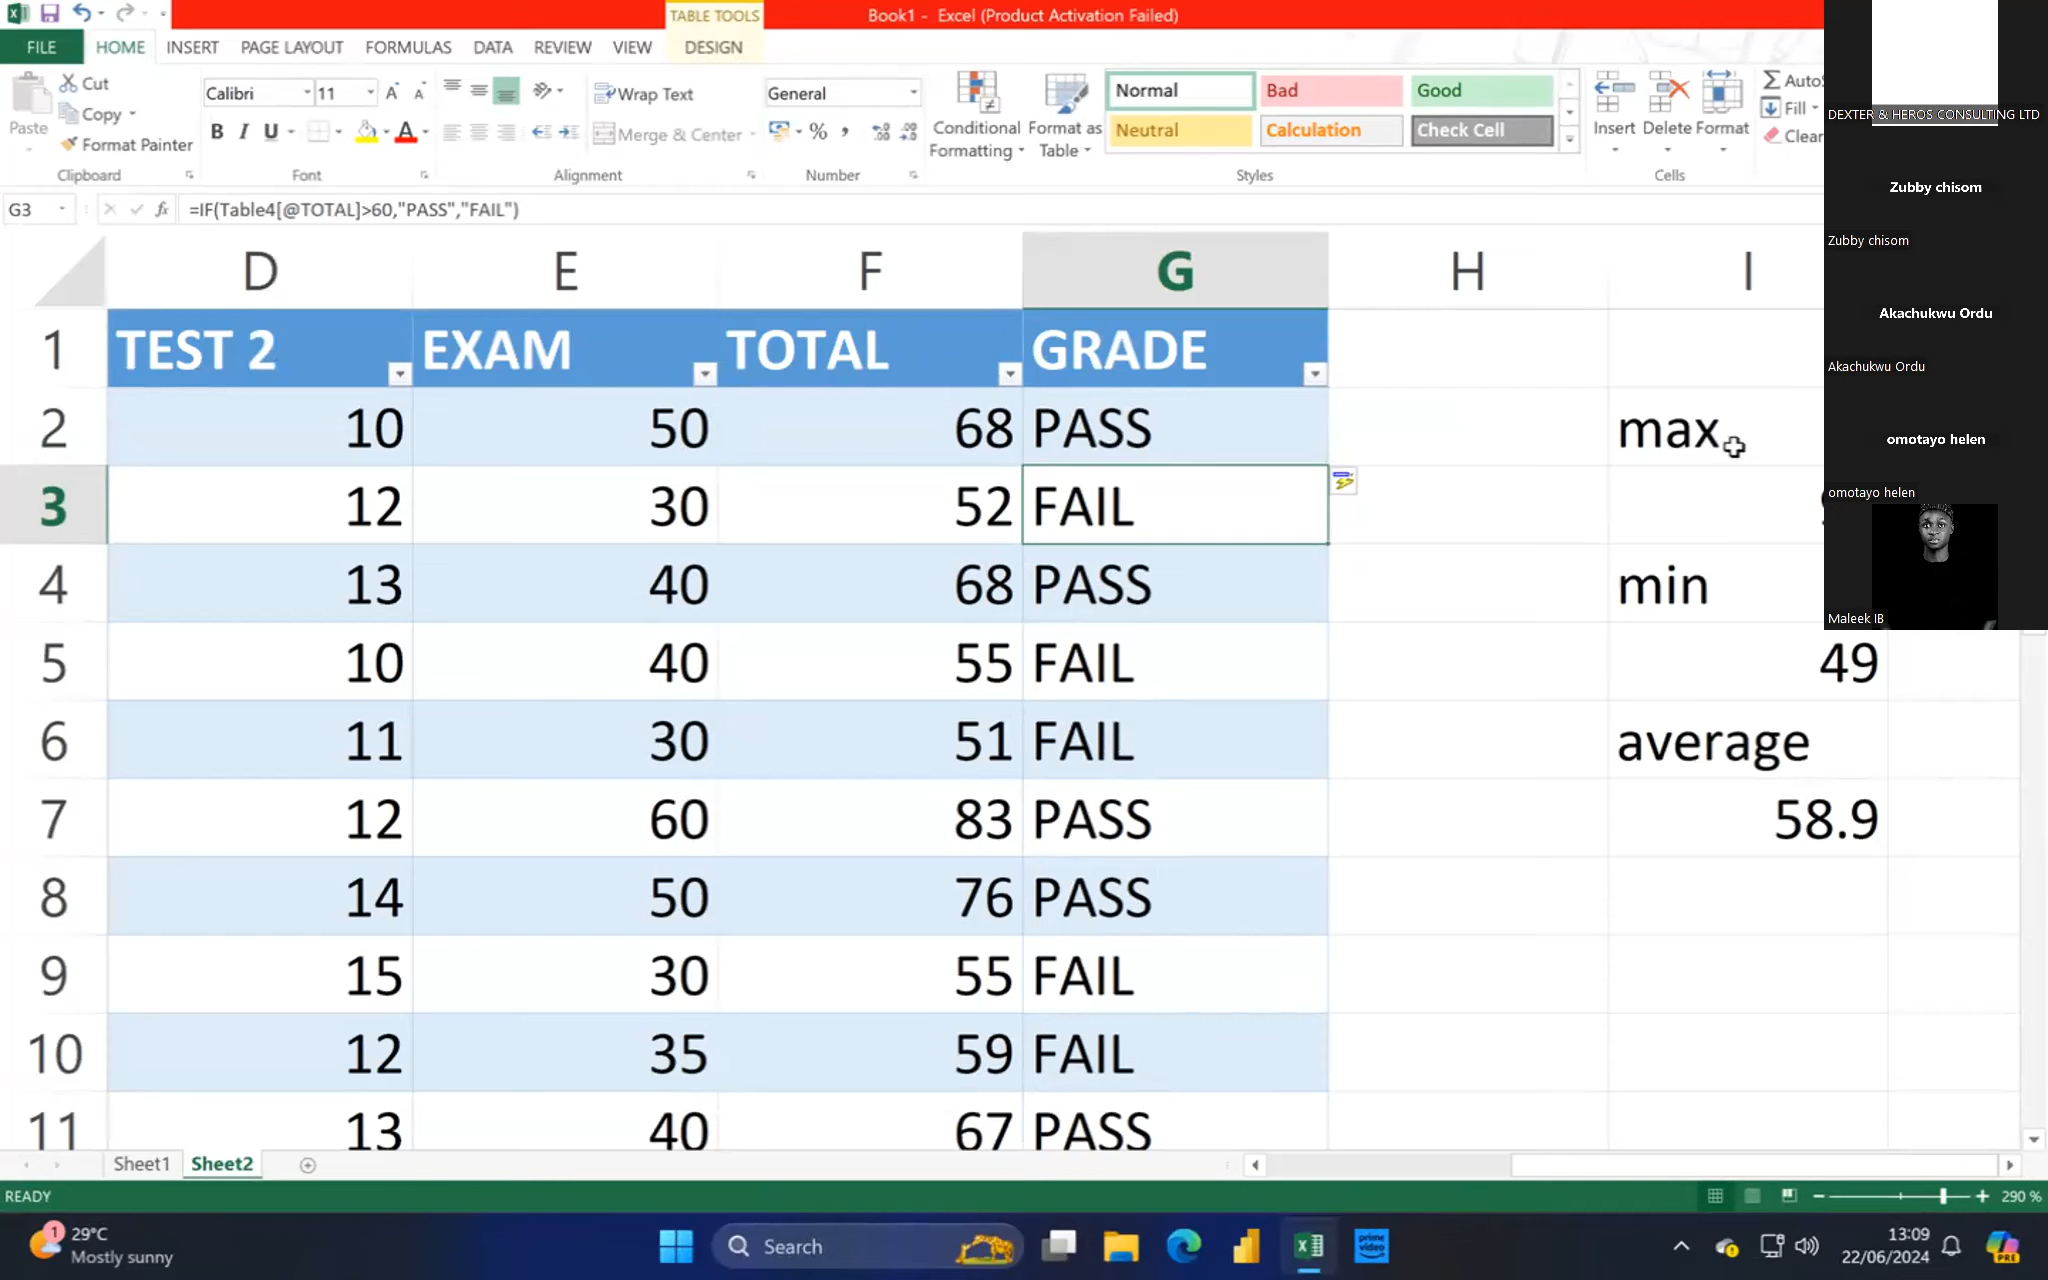 TABLE TOOLS
Book1 - Excel (Product Activation Failed)
FILE HOME INSERT PAGE LAYOUT FORMULAS DATA REVIEW VIEW DESIGN
Paste
Cut
Copy
Format Painter
Clipboard
Calibri 11
B I U
Font
Wrap Text
Merge & Center
Alignment
General
%
Number
Conditional Formatting
Format as Table
Normal Bad Good
Neutral Calculation Check Cell
Styles
Insert Delete Format
Cells
Fill
G3 fx =IF(Table4[@TOTAL]>60,"PASS","FAIL")
D E F G H I
1 TEST 2 EXAM TOTAL GRADE
2 10 50 68 PASS max
3 12 30 52 FAIL
4 13 40 68 PASS min
5 10 40 55 FAIL 49
6 11 30 51 FAIL average
7 12 60 83 PASS 58.9
8 14 50 76 PASS
9 15 30 55 FAIL
10 12 35 59 FAIL
11 13 40 67 PASS
DEXTER & HEROS CONSULTING LTD
Zubby chisom
Zubby chisom
Akachukwu Ordu
Akachukwu Ordu
omotayo helen
omotayo helen
Maleek IB
Sheet1 Sheet2
READY
290 %
1
29°C
Mostly sunny
Search
prime video
13:09
22/06/2024
PRE